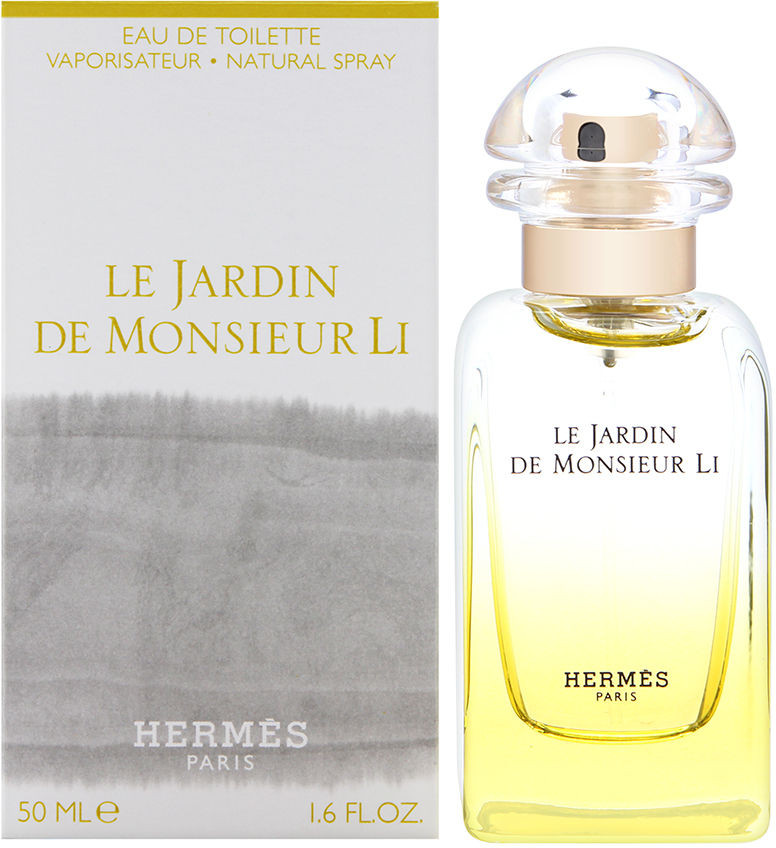 EAU DE TOILETTE
VAPORISATEUR • NATURAL SPRAY
LE JARDIN
DE MONSIEUR LI
HERMÈS
PARIS
50 ML℮
1.6 FL.OZ.
LE JARDIN
DE MONSIEUR LI
HERMÈS
PARIS